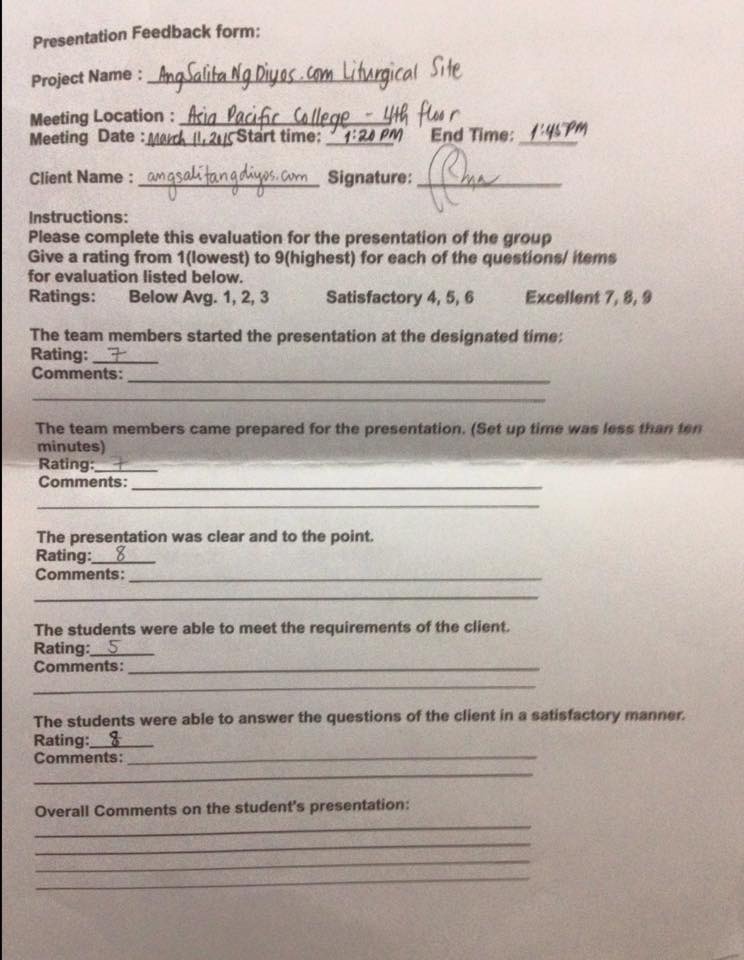 Presentation Feedback form:
Project Name : AngSalitaNgDiyos.com Liturgical Site
Meeting Location : Asia Pacific College - 4th floor
Meeting Date : March 11, 2015 Start time: 1:20 PM End Time: 1:45 PM
Client Name : angsalitangdiyos.com Signature:
Instructions:
Please complete this evaluation for the presentation of the group
Give a rating from 1(lowest) to 9(highest) for each of the questions/ items
for evaluation listed below.
Ratings: Below Avg. 1, 2, 3 Satisfactory 4, 5, 6 Excellent 7, 8, 9
The team members started the presentation at the designated time:
Rating: 7
Comments:
The team members came prepared for the presentation. (Set up time was less than ten
minutes)
Rating: 7
Comments:
The presentation was clear and to the point.
Rating: 8
Comments:
The students were able to meet the requirements of the client.
Rating: 5
Comments:
The students were able to answer the questions of the client in a satisfactory manner.
Rating: 8
Comments:
Overall Comments on the student's presentation: